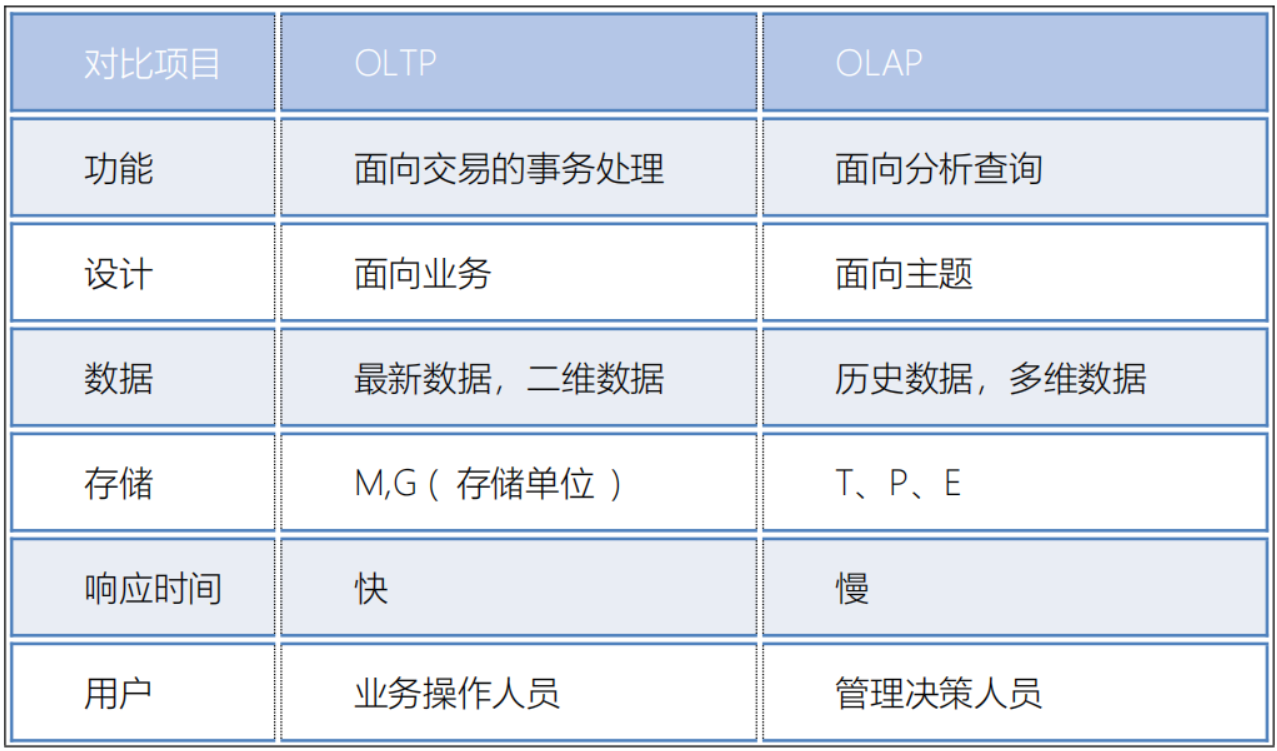 对比项目 OLTP OLAP
功能 面向交易的事务处理 面向分析查询
设计 面向业务 面向主题
数据 最新数据，二维数据 历史数据，多维数据
存储 M,G（ 存储单位 ） T、P、E
响应时间 快 慢
用户 业务操作人员 管理决策人员